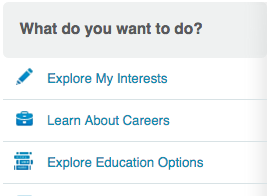 What do you want to do?
Explore My Interests
Learn About Careers
Explore Education Options